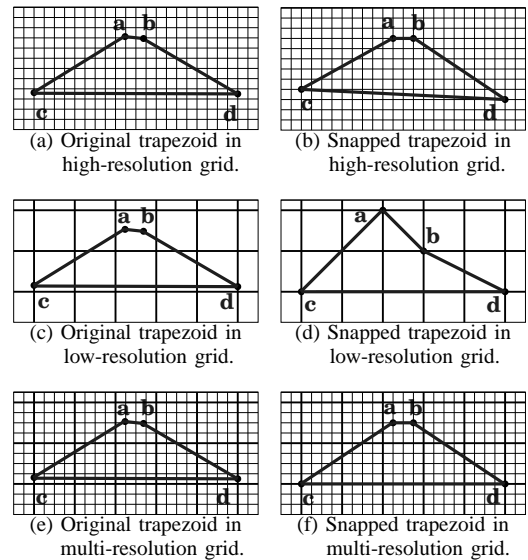 a b
c d
(a) Original trapezoid in
high-resolution grid.
a b
c d
(b) Snapped trapezoid in
high-resolution grid.
a b
c d
(c) Original trapezoid in
low-resolution grid.
a
b
c d
(d) Snapped trapezoid in
low-resolution grid.
a b
c d
(e) Original trapezoid in
multi-resolution grid.
a b
c d
(f) Snapped trapezoid in
multi-resolution grid.